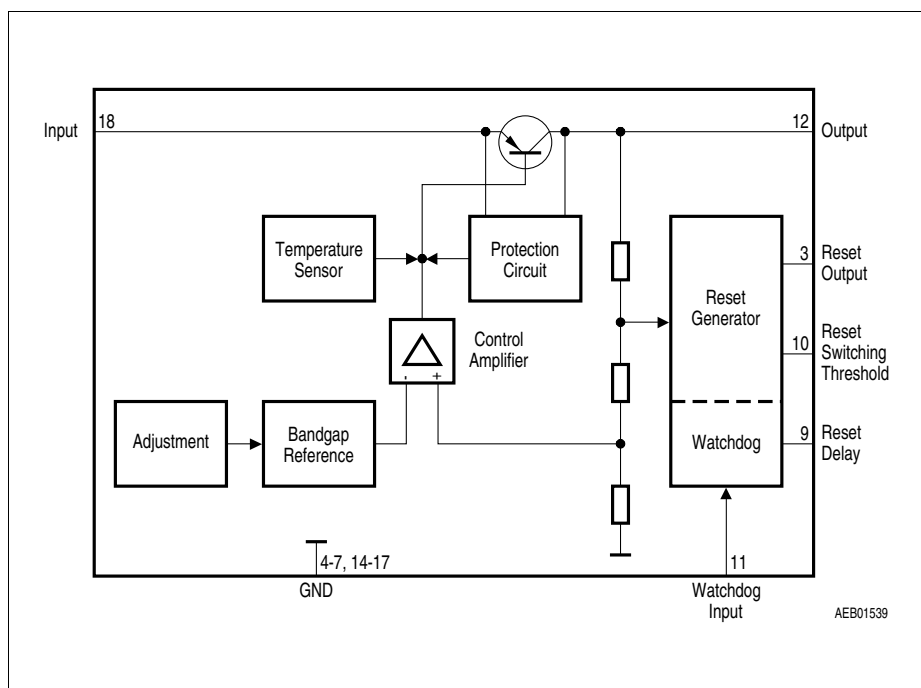 Input
18
12
Output
Temperature
Sensor
Protection
Circuit
3
Reset
Output
Reset
Generator
Control
Amplifier
- +
10
Reset
Switching
Threshold
Adjustment
Bandgap
Reference
Watchdog
9
Reset
Delay
4-7, 14-17
GND
11
Watchdog
Input
AEB01539